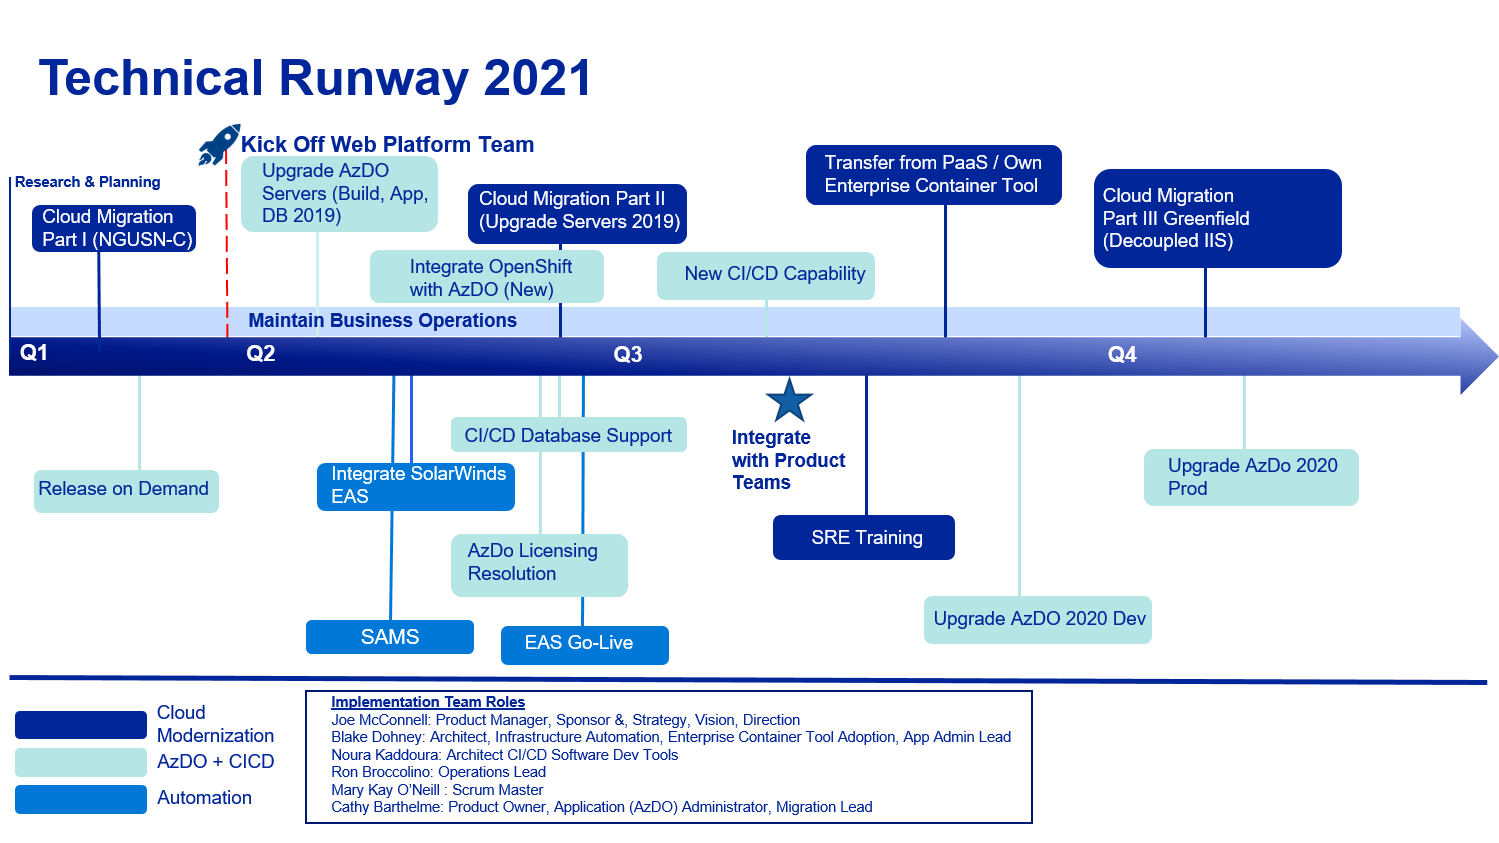 Technical Runway 2021
Kick Off Web Platform Team
Research & Planning
Cloud Migration
Part I (NGUSN-C)
Upgrade AzDO
Servers (Build, App,
DB 2019)
Cloud Migration Part II
(Upgrade Servers 2019)
Integrate OpenShift
with AzDO (New)
New CI/CD Capability
Transfer from PaaS / Own
Enterprise Container Tool
Cloud Migration
Part III Greenfield
(Decoupled IIS)
Maintain Business Operations
Q1
Q2
Q3
Q4
Release on Demand
Integrate SolarWinds
EAS
SAMS
CI/CD Database Support
AzDo Licensing
Resolution
EAS Go-Live
Integrate
with Product
Teams
SRE Training
Upgrade AzDO 2020 Dev
Upgrade AzDo 2020
Prod
Cloud
Modernization
AzDO + CICD
Automation
Implementation Team Roles
Joe McConnell: Product Manager, Sponsor &, Strategy, Vision, Direction
Blake Dohney: Architect, Infrastructure Automation, Enterprise Container Tool Adoption, App Admin Lead
Noura Kaddoura: Architect CI/CD Software Dev Tools
Ron Broccolino: Operations Lead
Mary Kay O’Neill : Scrum Master
Cathy Barthelme: Product Owner, Application (AzDO) Administrator, Migration Lead